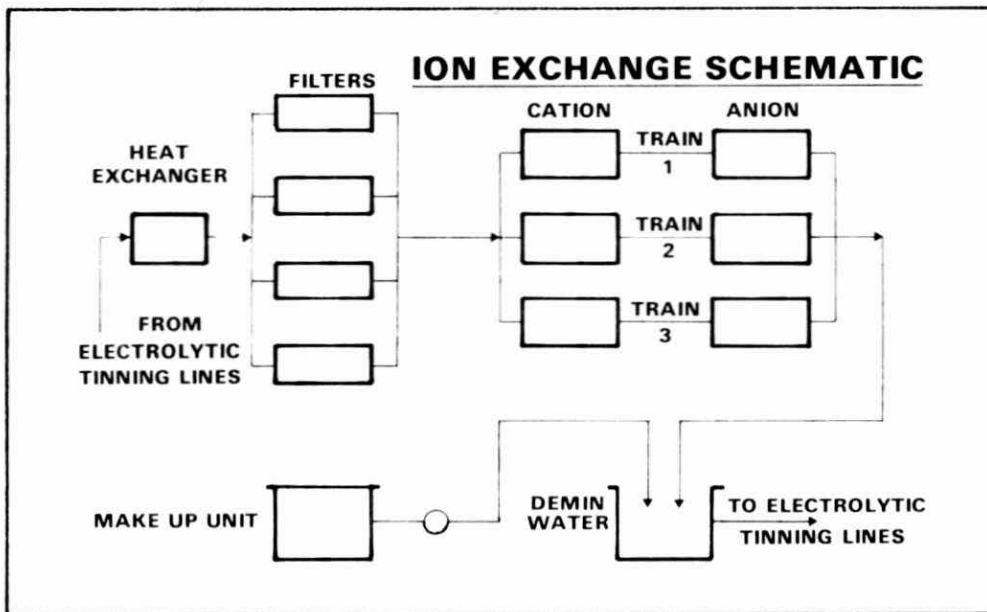 ION EXCHANGE SCHEMATIC
FILTERS
CATION
ANION
HEAT
EXCHANGER
TRAIN
1
TRAIN
2
TRAIN
3
FROM
ELECTROLYTIC
TINNING LINES
MAKE UP UNIT
DEMIN
WATER
TO ELECTROLYTIC
TINNING LINES